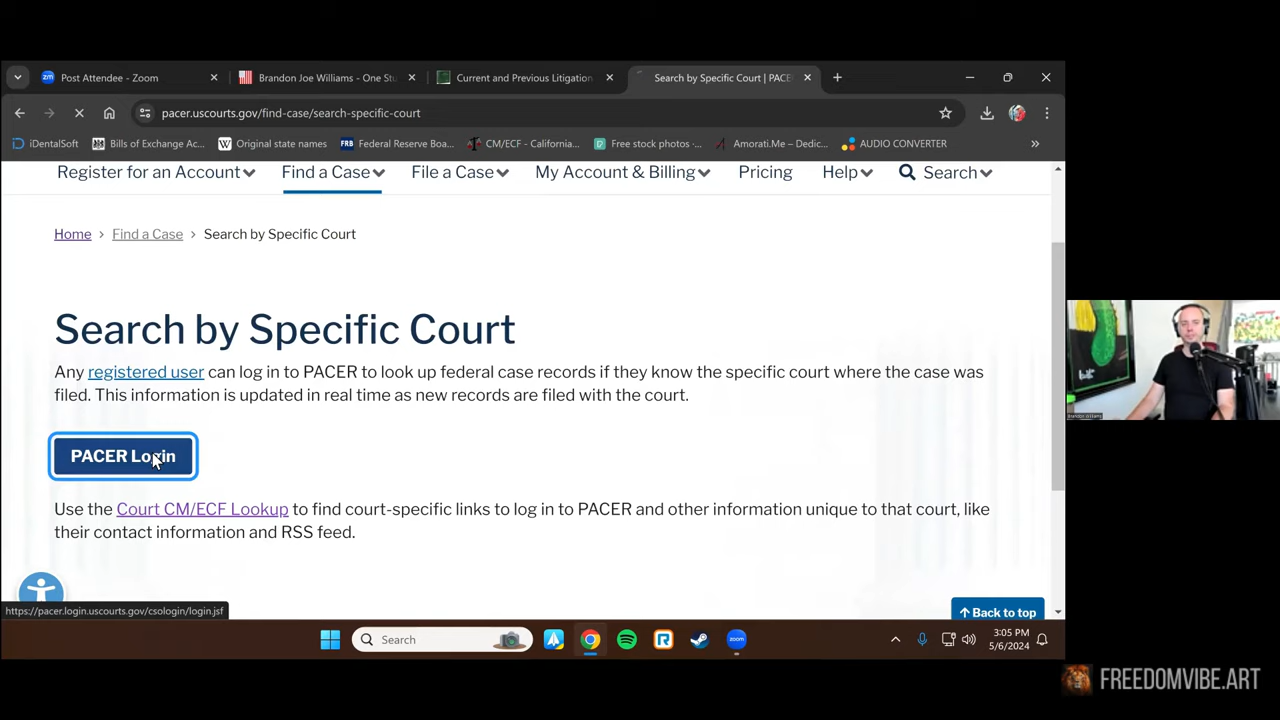 Post Attendee - Zoom
Brandon Joe Williams - One Stu
Current and Previous Litigation
Search by Specific Court | PACE
pacer.uscourts.gov/find-case/search-specific-court
iDentalSoft
Bills of Exchange Ac...
Original state names
Federal Reserve Boa...
CM/ECF - California...
Free stock photos -...
Amorati.Me – Dedic...
AUDIO CONVERTER
Register for an Account
Find a Case
File a Case
My Account & Billing
Pricing
Help
Search
Home > Find a Case > Search by Specific Court
Search by Specific Court
Any registered user can log in to PACER to look up federal case records if they know the specific court where the case was
filed. This information is updated in real time as new records are filed with the court.
PACER Login
Use the Court CM/ECF Lookup to find court-specific links to log in to PACER and other information unique to that court, like
their contact information and RSS feed.
Back to top
https://pacer.login.uscourts.gov/csologin/login.jsf
Search
zoom
3:05 PM
5/6/2024
FREEDOMVIBE.ART